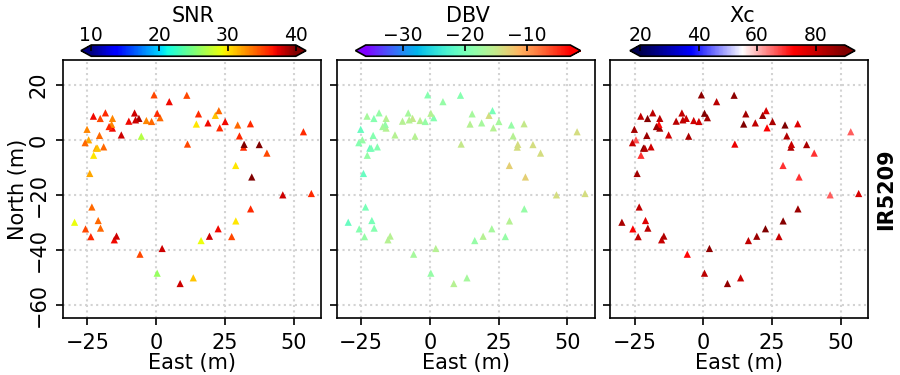 SNR DBV Xc
10 20 30 40 −30 −20 −10 20 40 60 80
North (m)
20
0
−20
−40
−60
−25 0 25 50 −25 0 25 50 −25 0 25 50
East (m) East (m) East (m)
IR5209